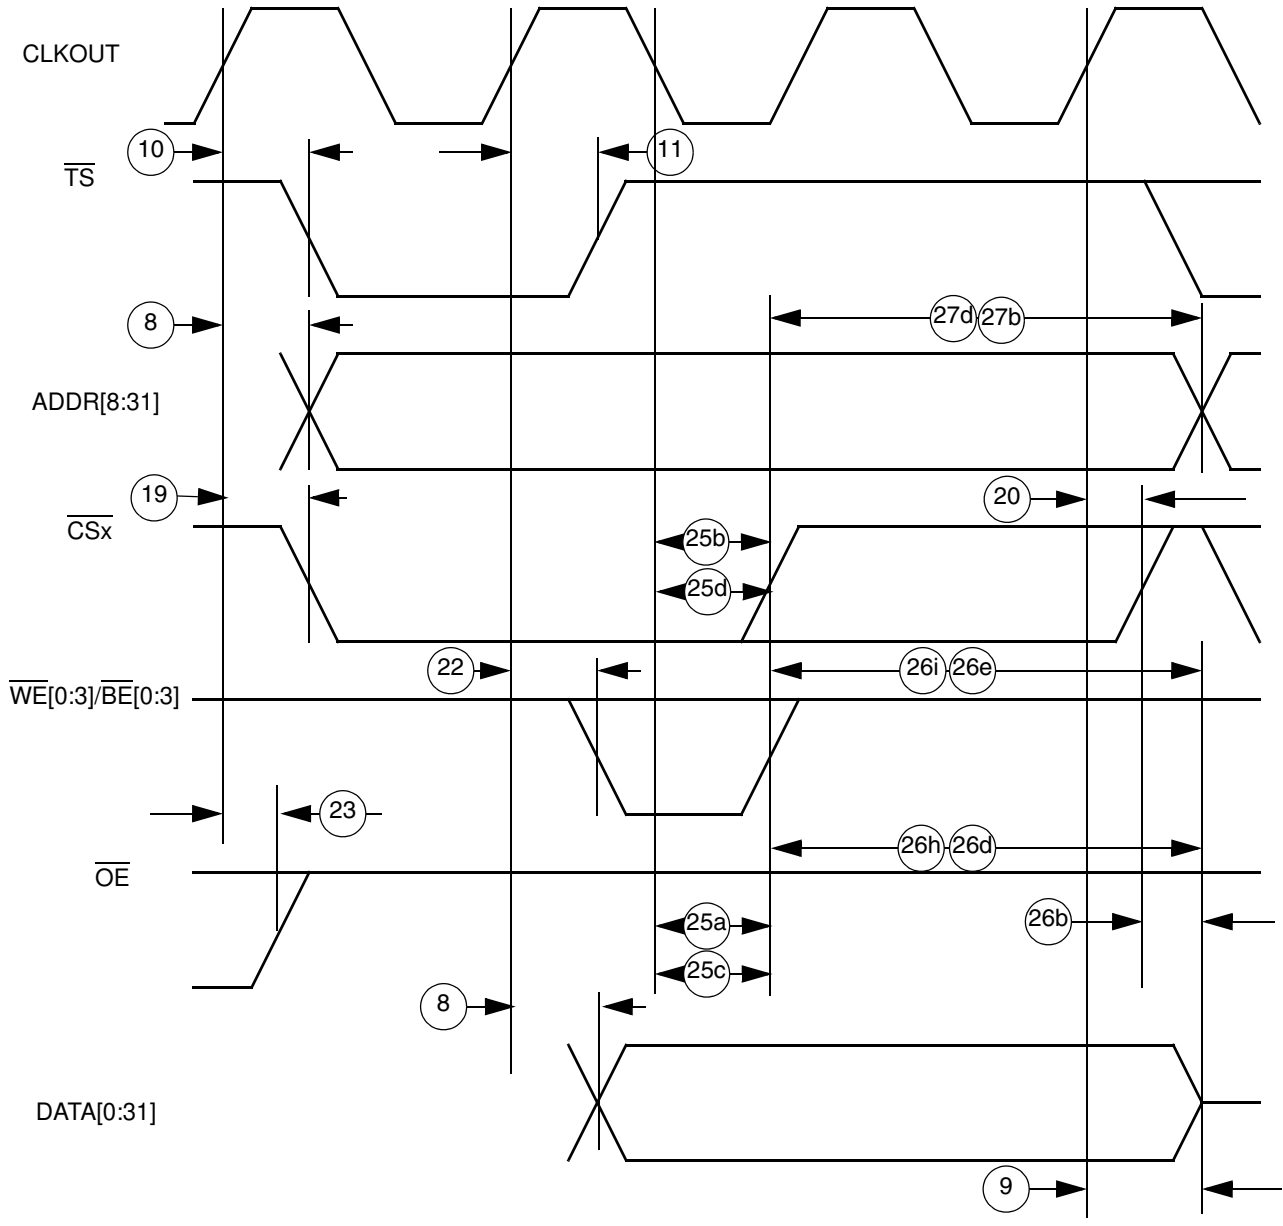 CLKOUT
10
11
TS
8
27d 27b
ADDR[8:31]
19
20
CSx
25b
25d
22
26i 26e
WE[0:3]/BE[0:3]
23
26h 26d
OE
26b
25a
25c
8
DATA[0:31]
9